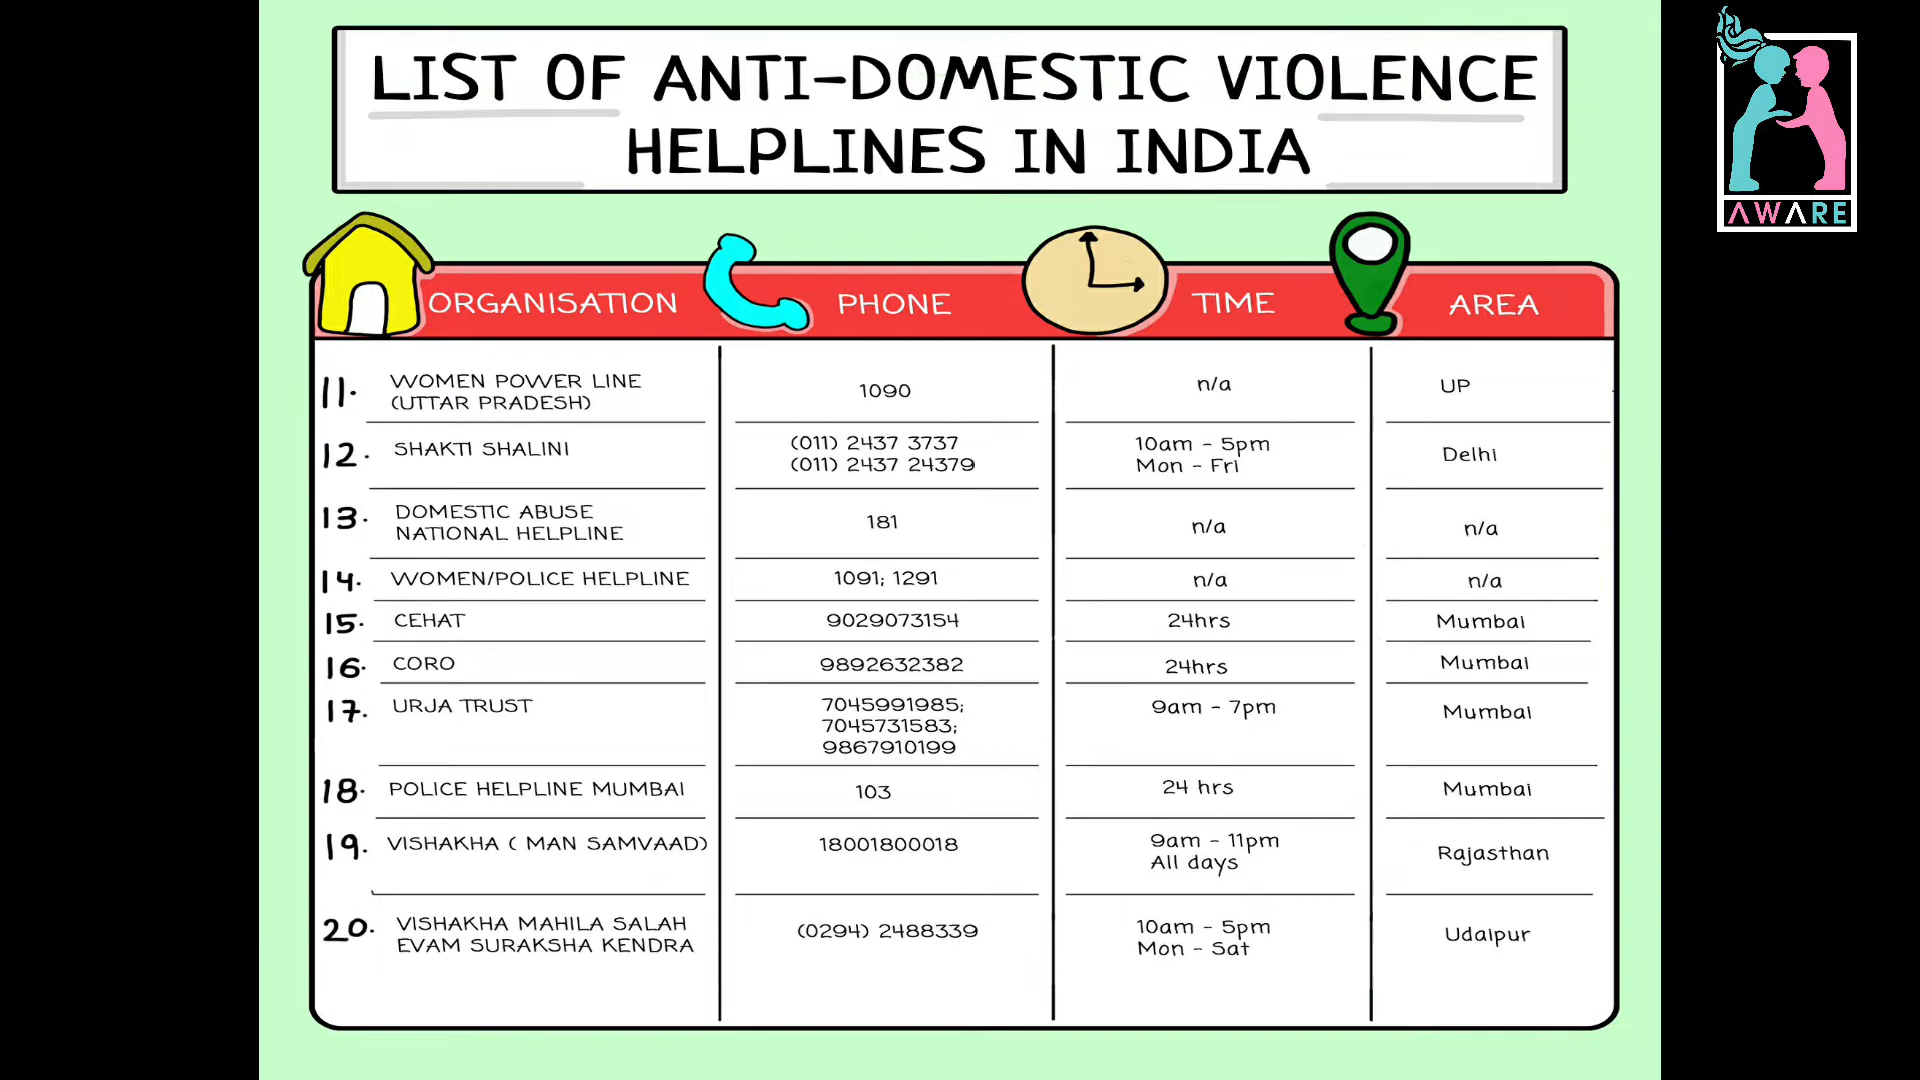 LIST OF ANTI-DOMESTIC VIOLENCE
HELPLINES IN INDIA
AWARE
ORGANISATION PHONE TIME AREA
11. WOMEN POWER LINE (UTTAR PRADESH) 1090 n/a UP
12. SHAKTI SHALINI (011) 2437 3737 (011) 2437 24379 10am - 5pm Mon - Fri Delhi
13. DOMESTIC ABUSE NATIONAL HELPLINE 181 n/a n/a
14. WOMEN/POLICE HELPLINE 1091; 1291 n/a n/a
15. CEHAT 9029073154 24hrs Mumbai
16. CORO 9892632382 24hrs Mumbai
17. URJA TRUST 7045991985; 7045731583; 9867910199 9am - 7pm Mumbai
18. POLICE HELPLINE MUMBAI 103 24 hrs Mumbai
19. VISHAKHA ( MAN SAMVAAD) 18001800018 9am - 11pm All days Rajasthan
20. VISHAKHA MAHILA SALAH EVAM SURAKSHA KENDRA (0294) 2488339 10am - 5pm Mon - Sat Udaipur